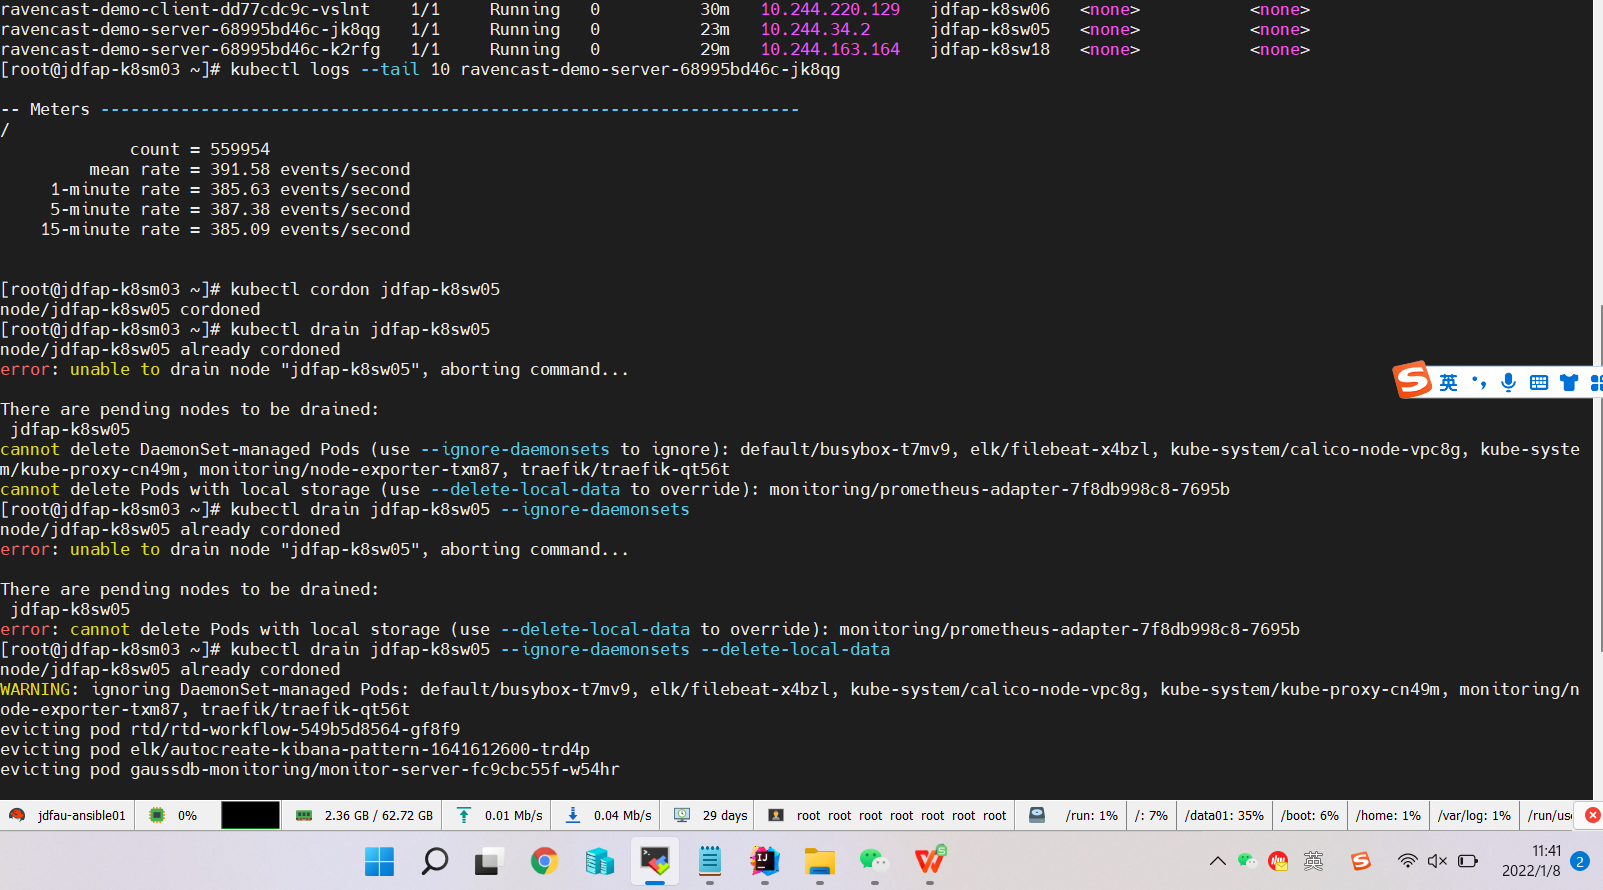 ravencast-demo-client-dd77cdc9c-vslnt    1/1     Running   0          30m   10.244.220.129   jdfap-k8sw06   <none>           <none>
ravencast-demo-server-68995bd46c-jk8qg   1/1     Running   0          23m   10.244.34.2      jdfap-k8sw05   <none>           <none>
ravencast-demo-server-68995bd46c-k2rfg   1/1     Running   0          29m   10.244.163.164   jdfap-k8sw18   <none>           <none>
[root@jdfap-k8sm03 ~]# kubectl logs --tail 10 ravencast-demo-server-68995bd46c-jk8qg
-- Meters ----------------------------------------------------------------------
/
             count = 559954
         mean rate = 391.58 events/second
     1-minute rate = 385.63 events/second
     5-minute rate = 387.38 events/second
    15-minute rate = 385.09 events/second
[root@jdfap-k8sm03 ~]# kubectl cordon jdfap-k8sw05
node/jdfap-k8sw05 cordoned
[root@jdfap-k8sm03 ~]# kubectl drain jdfap-k8sw05
node/jdfap-k8sw05 already cordoned
error: unable to drain node "jdfap-k8sw05", aborting command...
英
There are pending nodes to be drained:
 jdfap-k8sw05
cannot delete DaemonSet-managed Pods (use --ignore-daemonsets to ignore): default/busybox-t7mv9, elk/filebeat-x4bzl, kube-system/calico-node-vpc8g, kube-syste
m/kube-proxy-cn49m, monitoring/node-exporter-txm87, traefik/traefik-qt56t
cannot delete Pods with local storage (use --delete-local-data to override): monitoring/prometheus-adapter-7f8db998c8-7695b
[root@jdfap-k8sm03 ~]# kubectl drain jdfap-k8sw05 --ignore-daemonsets
node/jdfap-k8sw05 already cordoned
error: unable to drain node "jdfap-k8sw05", aborting command...
There are pending nodes to be drained:
 jdfap-k8sw05
error: cannot delete Pods with local storage (use --delete-local-data to override): monitoring/prometheus-adapter-7f8db998c8-7695b
[root@jdfap-k8sm03 ~]# kubectl drain jdfap-k8sw05 --ignore-daemonsets --delete-local-data
node/jdfap-k8sw05 already cordoned
WARNING: ignoring DaemonSet-managed Pods: default/busybox-t7mv9, elk/filebeat-x4bzl, kube-system/calico-node-vpc8g, kube-system/kube-proxy-cn49m, monitoring/n
ode-exporter-txm87, traefik/traefik-qt56t
evicting pod rtd/rtd-workflow-549b5d8564-gf8f9
evicting pod elk/autocreate-kibana-pattern-1641612600-trd4p
evicting pod gaussdb-monitoring/monitor-server-fc9cbc55f-w54hr
jdfau-ansible01 0% 2.36 GB / 62.72 GB 0.01 Mb/s 0.04 Mb/s 29 days root root root root root root root /run: 1% /: 7% /data01: 35% /boot: 6% /home: 1% /var/log: 1% /run/us
英 11:41
2022/1/8 2